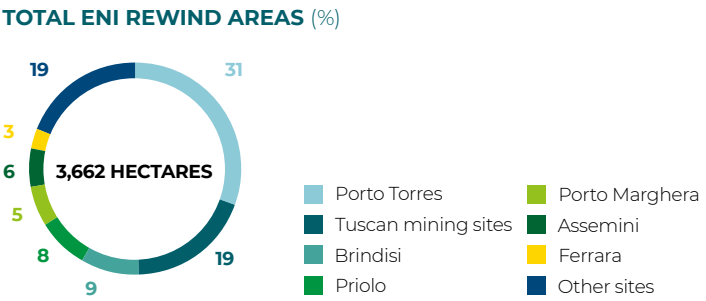 TOTAL ENI REWIND AREAS (%)
19
31
3
3,662 HECTARES
6
5
8
19
9
Porto Torres
Tuscan mining sites
Brindisi
Priolo
Porto Marghera
Assemini
Ferrara
Other sites